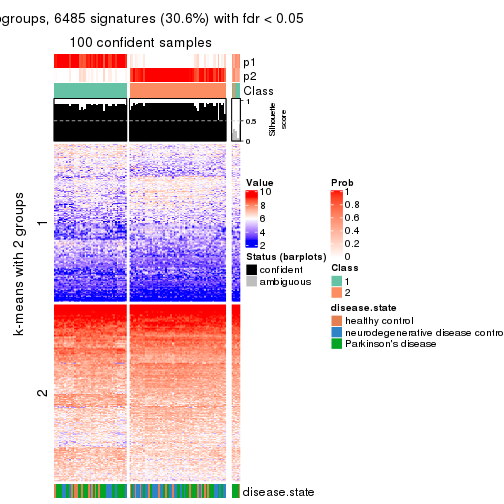 ogroups, 6485 signatures (30.6%) with fdr < 0.05
100 confident samples
p1
p2
Class
1
0.5
0
Silhouette
score
k-means with 2 groups
1
2
Value
10
8
6
4
2
Status (barplots)
confident
ambiguous
Prob
1
0.8
0.6
0.4
0.2
0
Class
1
2
disease.state
healthy control
neurodegenerative disease contro
Parkinson's disease
disease.state